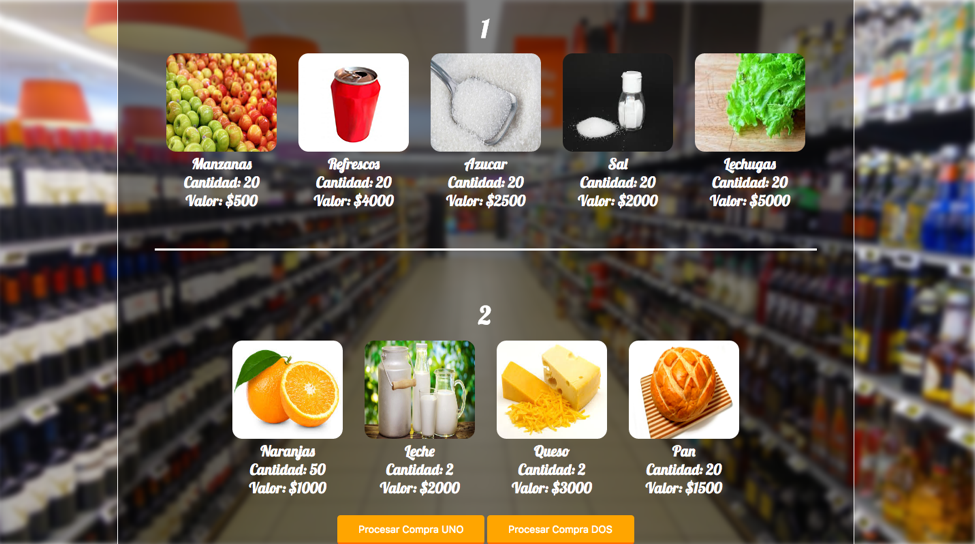 1
Manzanas
Cantidad: 20
Valor: $500
Refrescos
Cantidad: 20
Valor: $4000
Azucar
Cantidad: 20
Valor: $2500
Sal
Cantidad: 20
Valor: $2000
Lechugas
Cantidad: 20
Valor: $5000
2
Naranjas
Cantidad: 50
Valor: $1000
Leche
Cantidad: 2
Valor: $2000
Queso
Cantidad: 2
Valor: $3000
Pan
Cantidad: 20
Valor: $1500
Procesar Compra UNO
Procesar Compra DOS